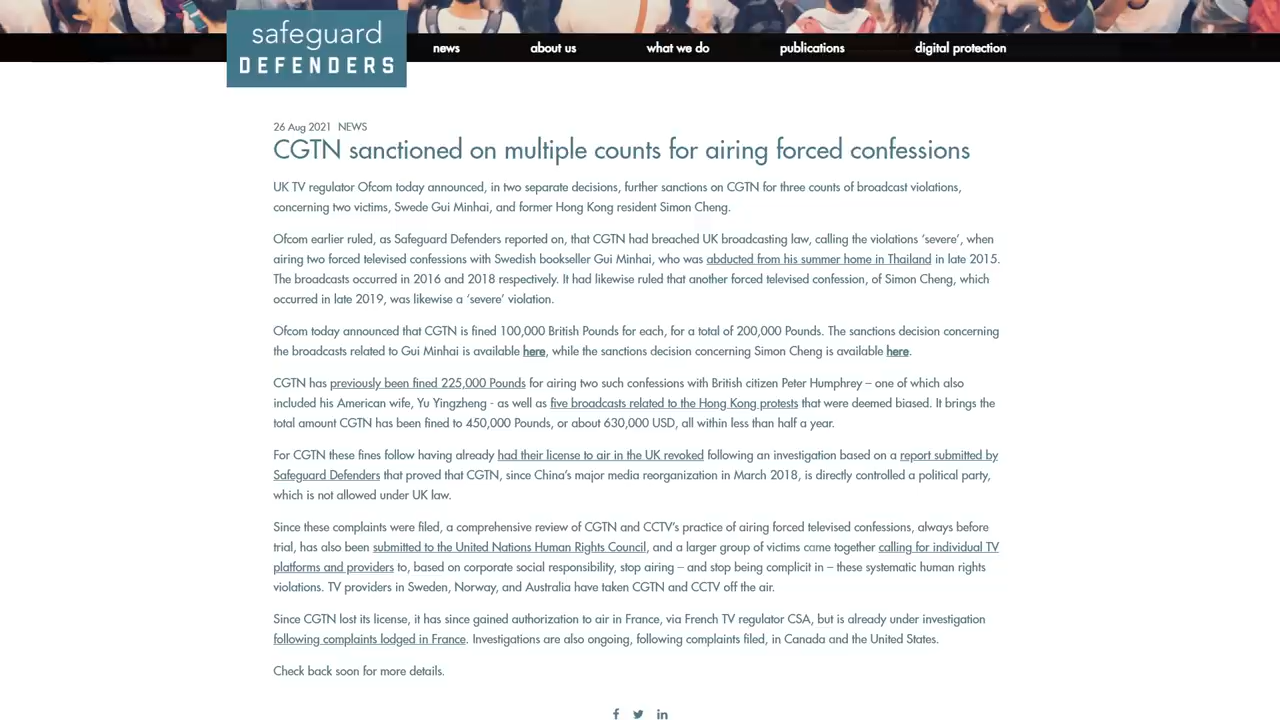 safeguard
DEFENDERS
news
about us
what we do
publications
digital protection
26 Aug 2021 NEWS
CGTN sanctioned on multiple counts for airing forced confessions
UK TV regulator Ofcom today announced, in two separate decisions, further sanctions on CGTN for three counts of broadcast violations,
concerning two victims, Swede Gui Minhai, and former Hong Kong resident Simon Cheng.
Ofcom earlier ruled, as Safeguard Defenders reported on, that CGTN had breached UK broadcasting law, calling the violations ‘severe’, when
airing two forced televised confessions with Swedish bookseller Gui Minhai, who was abducted from his summer home in Thailand in late 2015.
The broadcasts occurred in 2016 and 2018 respectively. It had likewise ruled that another forced televised confession, of Simon Cheng, which
occurred in late 2019, was likewise a ‘severe’ violation.
Ofcom today announced that CGTN is fined 100,000 British Pounds for each, for a total of 200,000 Pounds. The sanctions decision concerning
the broadcasts related to Gui Minhai is available here, while the sanctions decision concerning Simon Cheng is available here.
CGTN has previously been fined 225,000 Pounds for airing two such confessions with British citizen Peter Humphrey – one of which also
included his American wife, Yu Yingzheng - as well as five broadcasts related to the Hong Kong protests that were deemed biased. It brings the
total amount CGTN has been fined to 450,000 Pounds, or about 630,000 USD, all within less than half a year.
For CGTN these fines follow having already had their license to air in the UK revoked following an investigation based on a report submitted by
Safeguard Defenders that proved that CGTN, since China’s major media reorganization in March 2018, is directly controlled a political party,
which is not allowed under UK law.
Since these complaints were filed, a comprehensive review of CGTN and CCTV’s practice of airing forced televised confessions, always before
trial, has also been submitted to the United Nations Human Rights Council, and a larger group of victims came together calling for individual TV
platforms and providers to, based on corporate social responsibility, stop airing – and stop being complicit in – these systematic human rights
violations. TV providers in Sweden, Norway, and Australia have taken CGTN and CCTV off the air.
Since CGTN lost its license, it has since gained authorization to air in France, via French TV regulator CSA, but is already under investigation
following complaints lodged in France. Investigations are also ongoing, following complaints filed, in Canada and the United States.
Check back soon for more details.